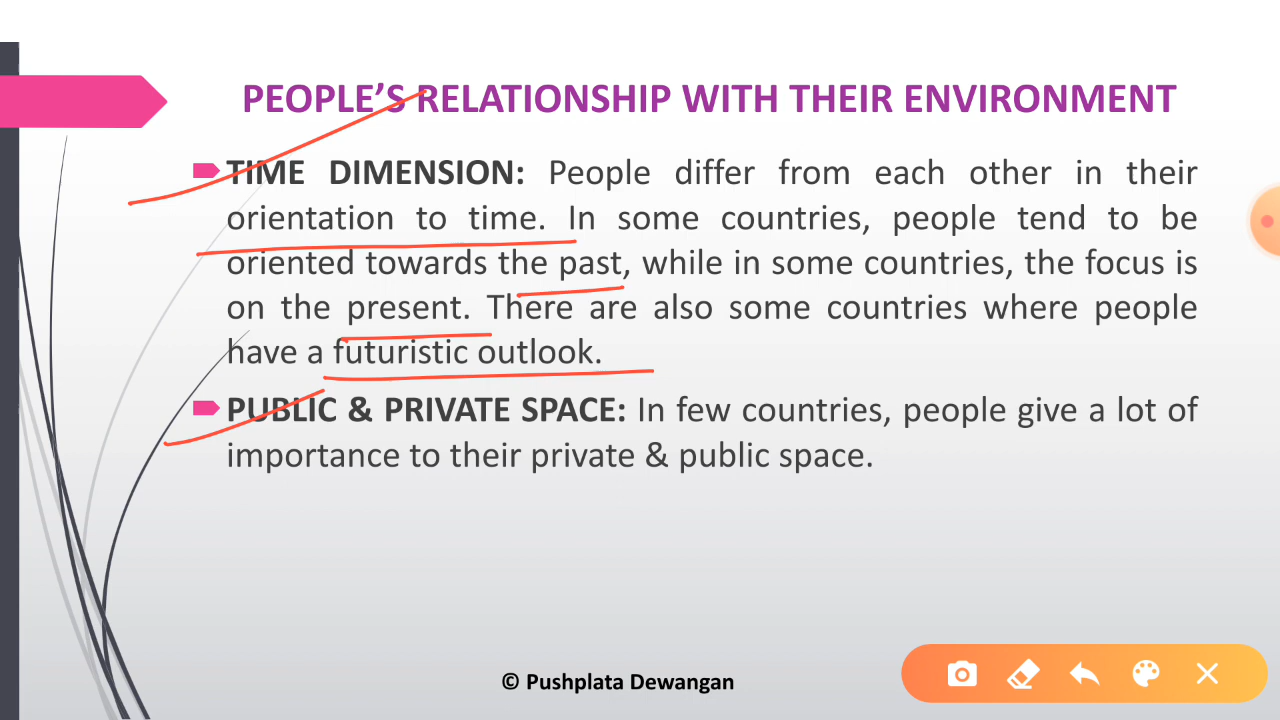 PEOPLE’S RELATIONSHIP WITH THEIR ENVIRONMENT
TIME DIMENSION: People differ from each other in their
orientation to time. In some countries, people tend to be
oriented towards the past, while in some countries, the focus is
on the present. There are also some countries where people
have a futuristic outlook.
PUBLIC & PRIVATE SPACE: In few countries, people give a lot of
importance to their private & public space.
© Pushplata Dewangan